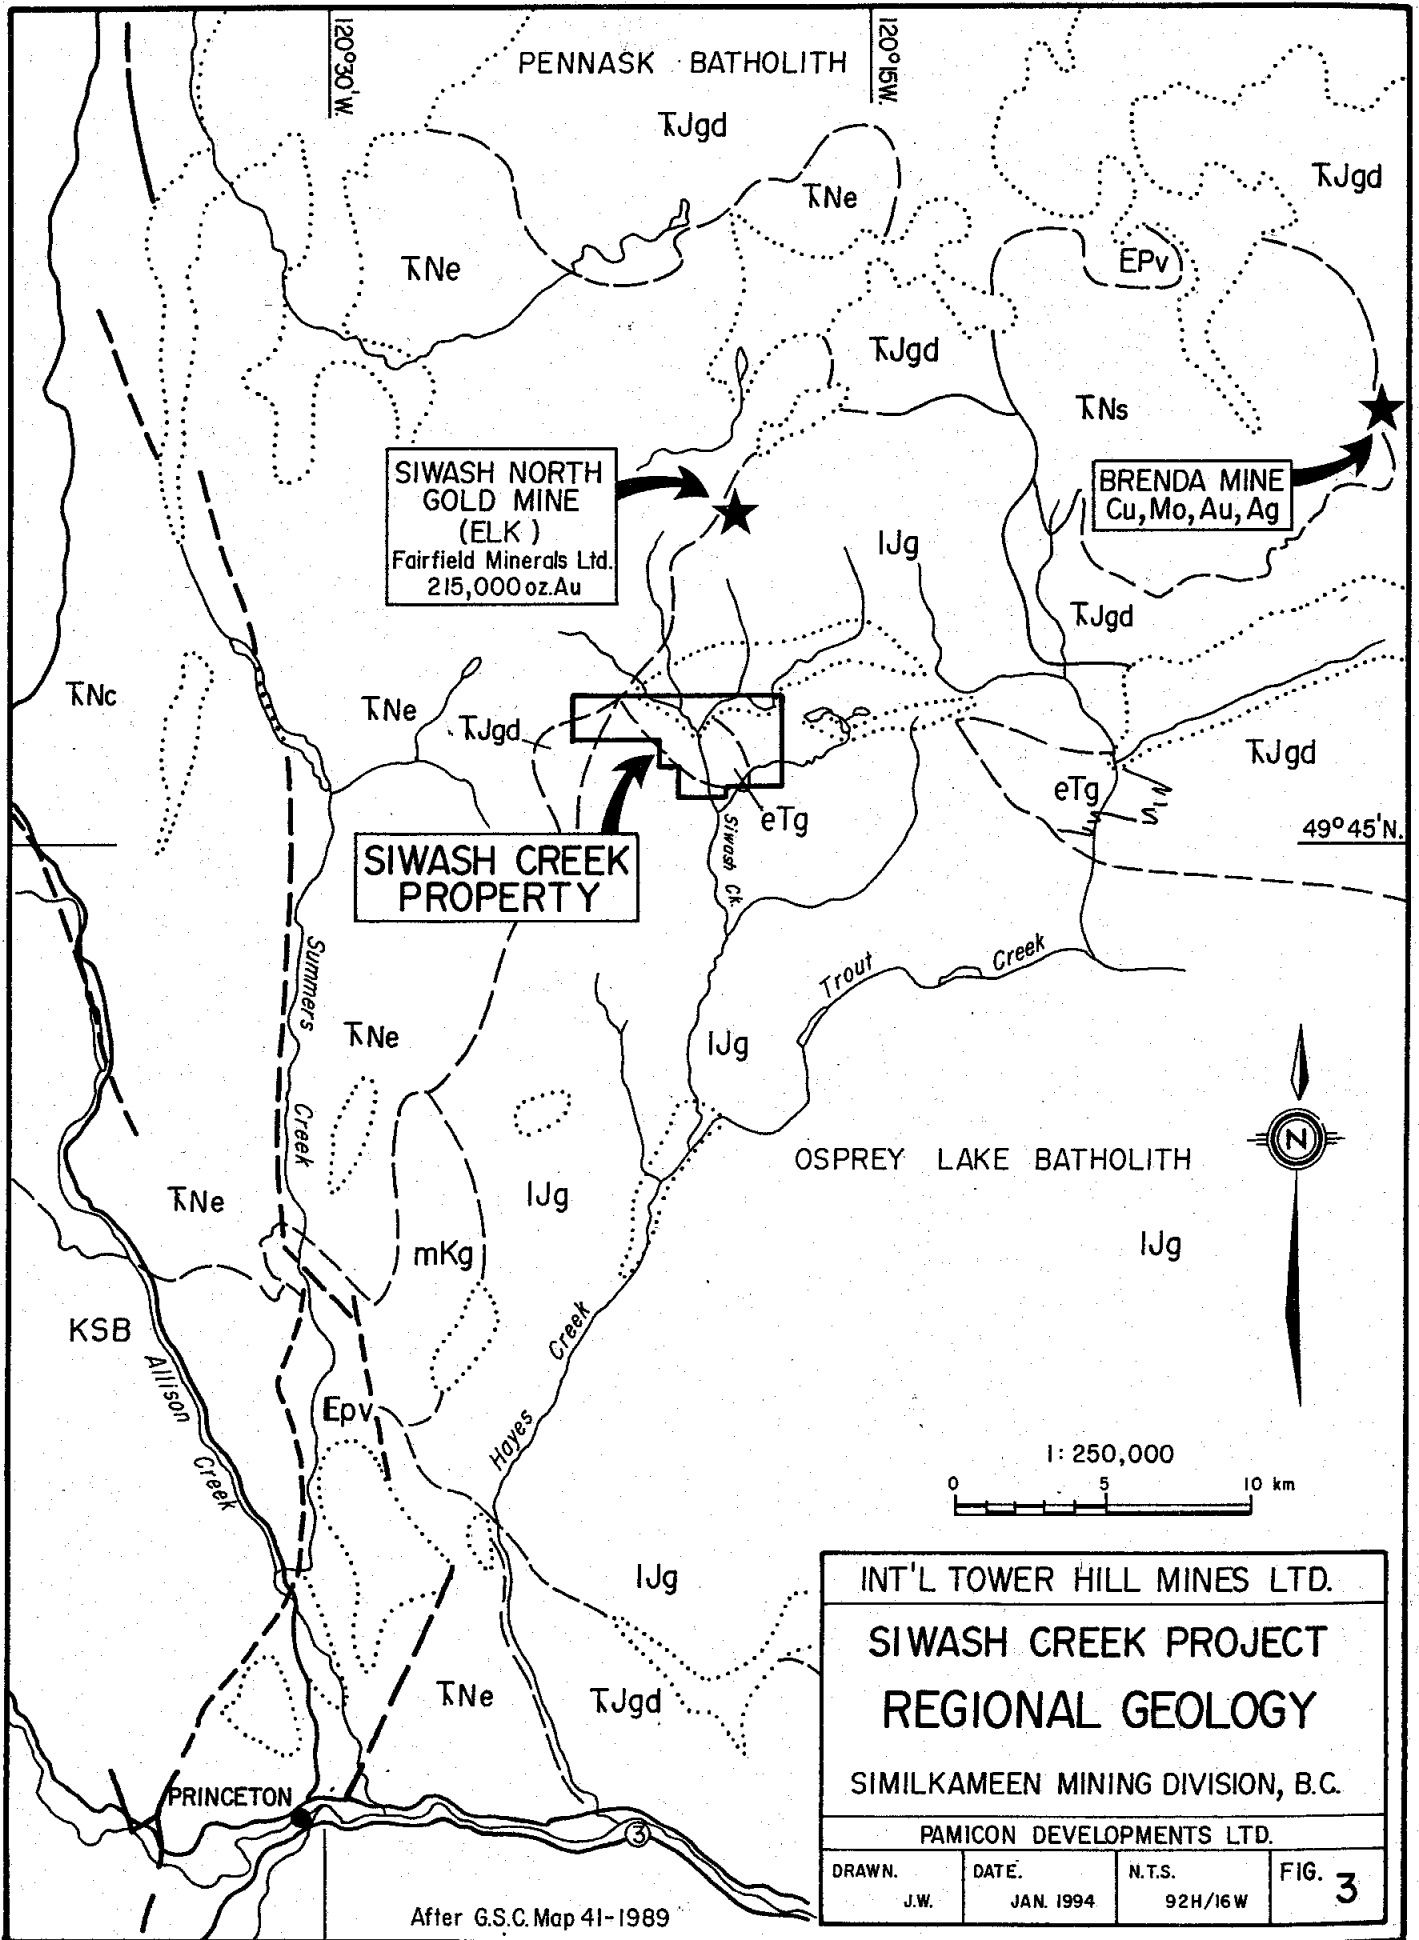 120°30'W.
PENNASK BATHOLITH
120°15'W.
TJgd
TNe
TJgd
TNe
EPv
TJgd
TNs
SIWASH NORTH
GOLD MINE
(ELK)
Fairfield Minerals Ltd.
215,000 oz. Au
BRENDA MINE
Cu, Mo, Au, Ag
lJg
TJgd
TNc
TNe
TJgd
TJgd
eTg
eTg
49°45'N.
SIWASH CREEK
PROPERTY
Siwash Ck.
Summers
Creek
Trout
Creek
TNe
lJg
N
OSPREY LAKE BATHOLITH
TNe
lJg
mKg
lJg
KSB
Allison
Creek
Epv
Hayes
Creek
1:250,000
0 5 10 km
lJg
TNe
TJgd
PRINCETON
3
After G.S.C. Map 41-1989
INT'L TOWER HILL MINES LTD.
SIWASH CREEK PROJECT
REGIONAL GEOLOGY
SIMILKAMEEN MINING DIVISION, B.C.
PAMICON DEVELOPMENTS LTD.
DRAWN. J.W.
DATE. JAN. 1994
N.T.S. 92H/16W
FIG. 3